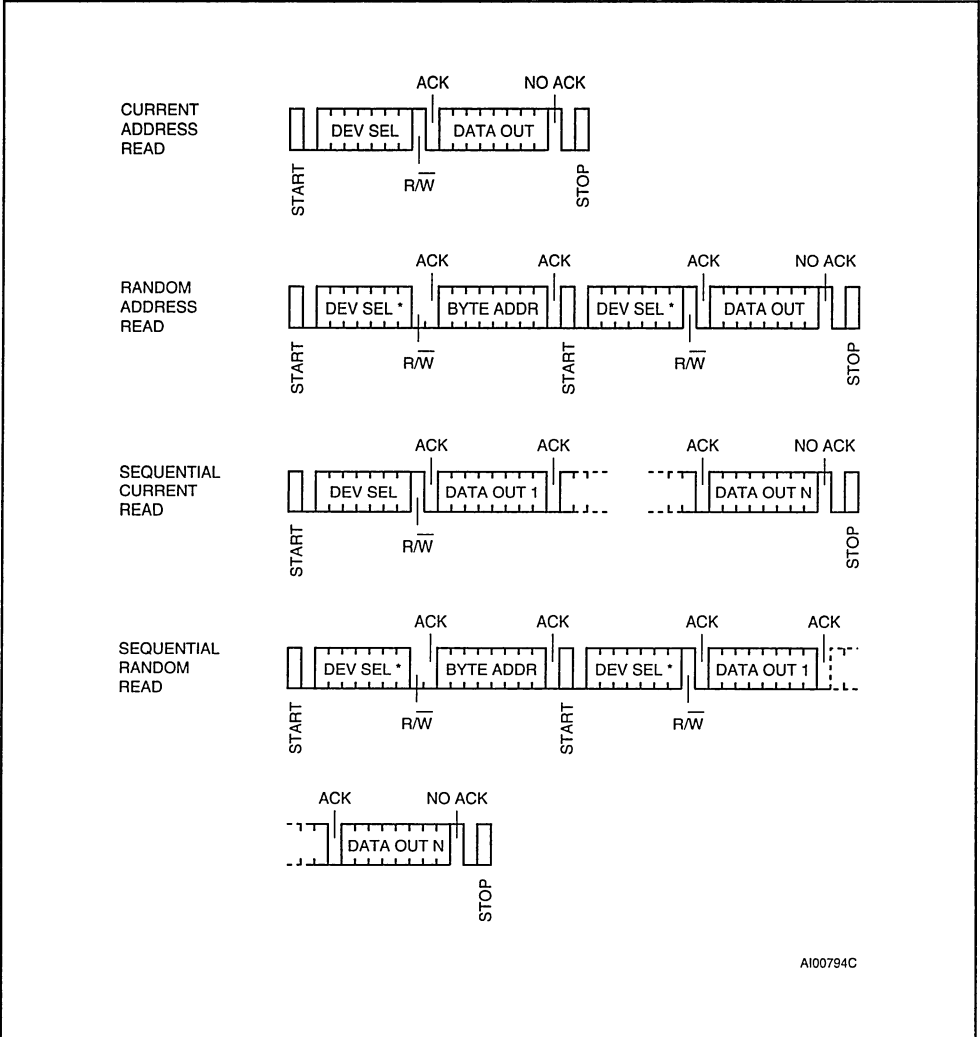 ACK NO ACK
CURRENT
ADDRESS
READ
DEV SEL DATA OUT
START R/W̅ STOP
ACK ACK ACK NO ACK
RANDOM
ADDRESS
READ
DEV SEL * BYTE ADDR DEV SEL * DATA OUT
START R/W̅ START R/W̅ STOP
ACK ACK ACK NO ACK
SEQUENTIAL
CURRENT
READ
DEV SEL DATA OUT 1 DATA OUT N
START R/W̅ STOP
ACK ACK ACK ACK
SEQUENTIAL
RANDOM
READ
DEV SEL * BYTE ADDR DEV SEL * DATA OUT 1
START R/W̅ START R/W̅
ACK NO ACK
DATA OUT N
STOP
AI00794C